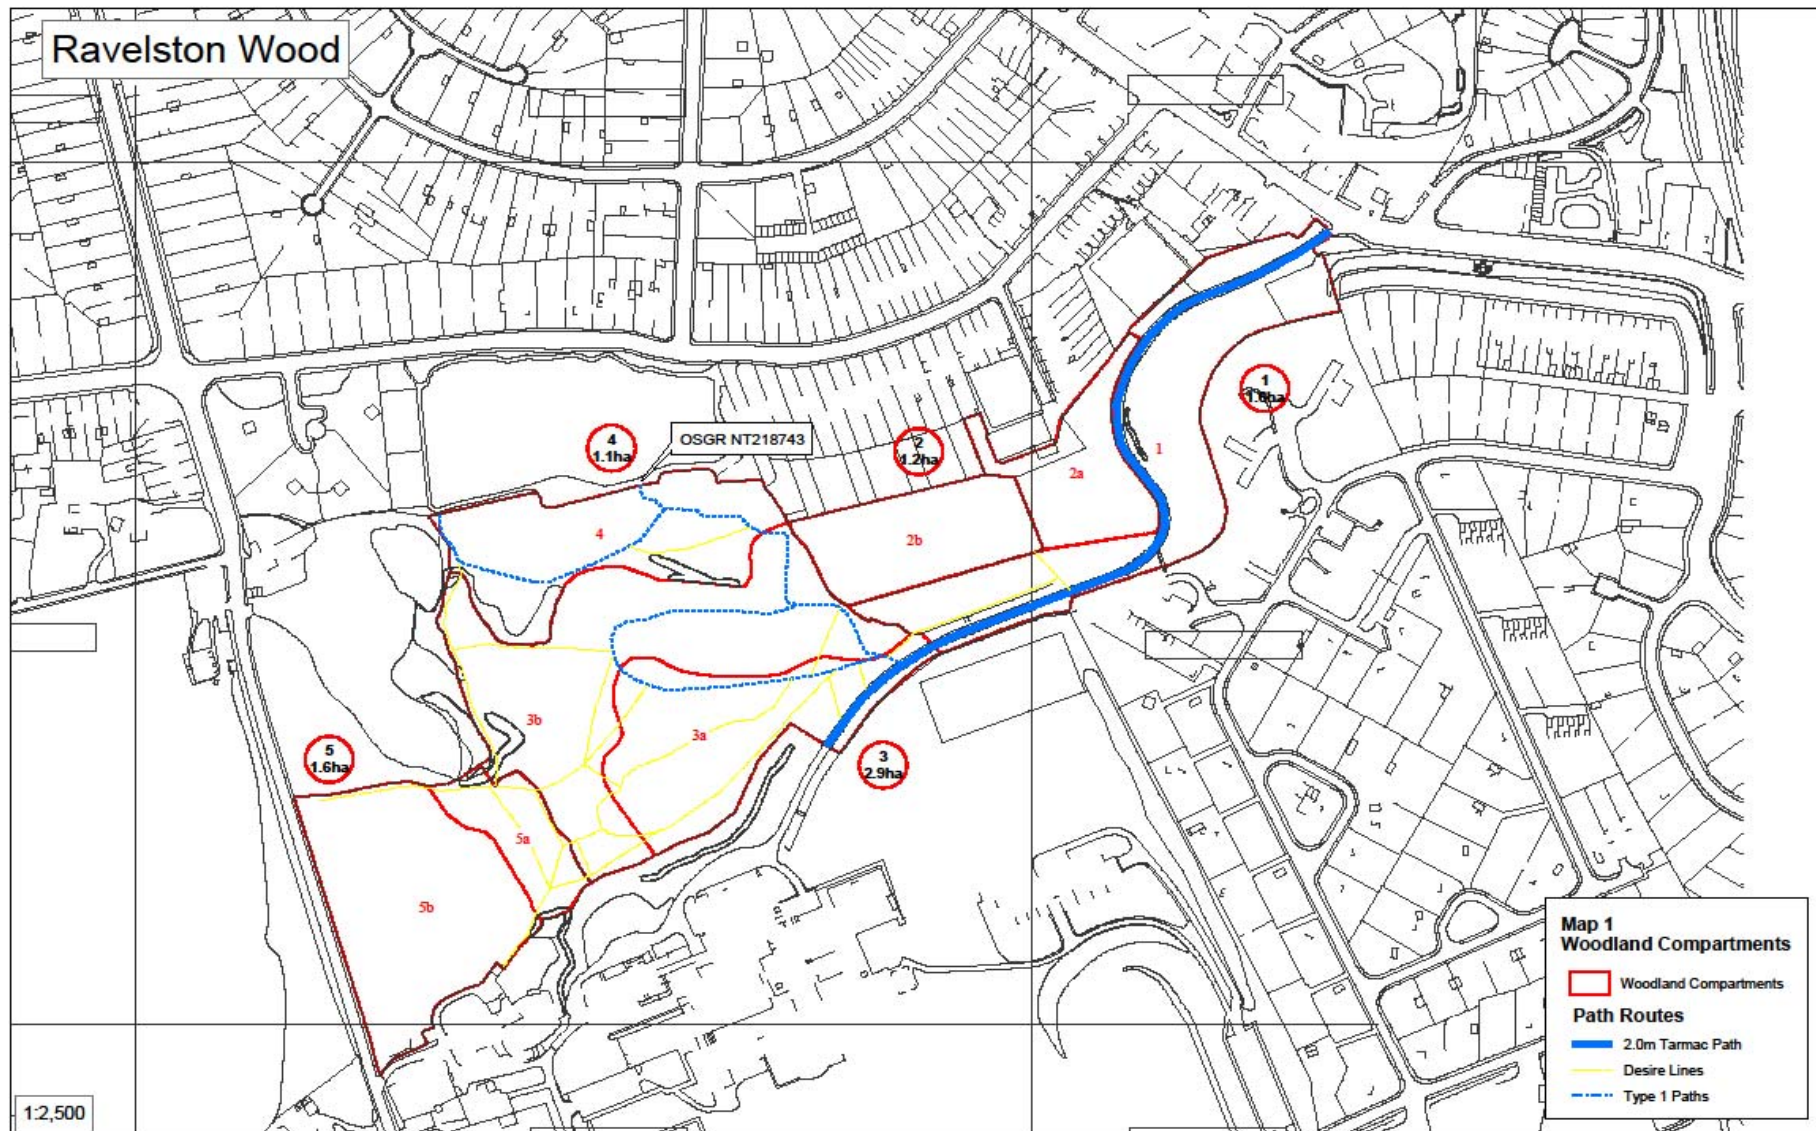 Ravelston Wood
1
1.6ha
4
1.1ha
OSGR NT218743
2
1.2ha
1
2a
4
2b
3b
3a
5
1.6ha
3
2.9ha
5a
5b
Map 1
Woodland Compartments
Woodland Compartments
Path Routes
2.0m Tarmac Path
Desire Lines
Type 1 Paths
1:2,500